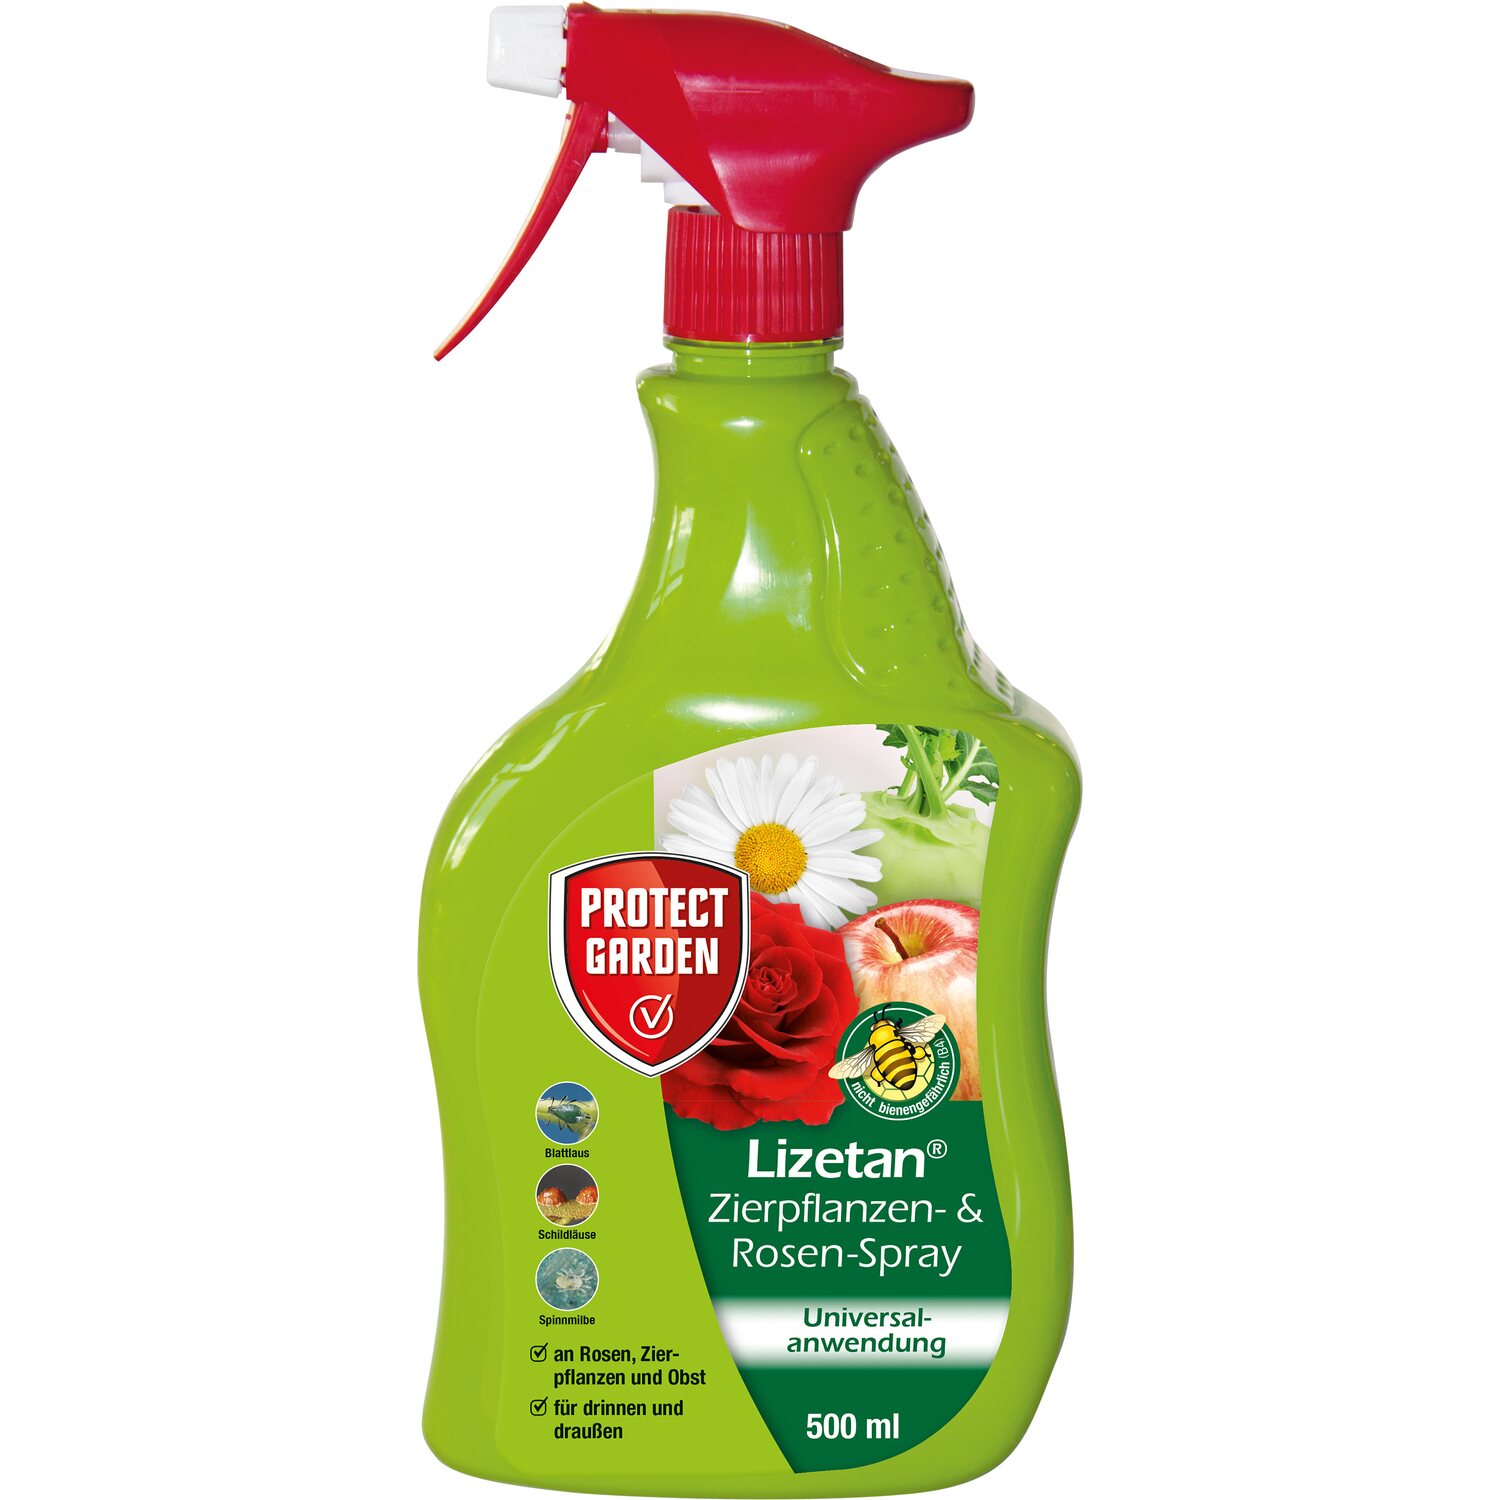 PROTECT
GARDEN
nicht bienengefährlich (B4)
Blattlaus
Schildläuse
Spinnmilbe
an Rosen, Zier-
pflanzen und Obst
für drinnen und
draußen
Lizetan®
Zierpflanzen- &
Rosen-Spray
Universal-
anwendung
500 ml